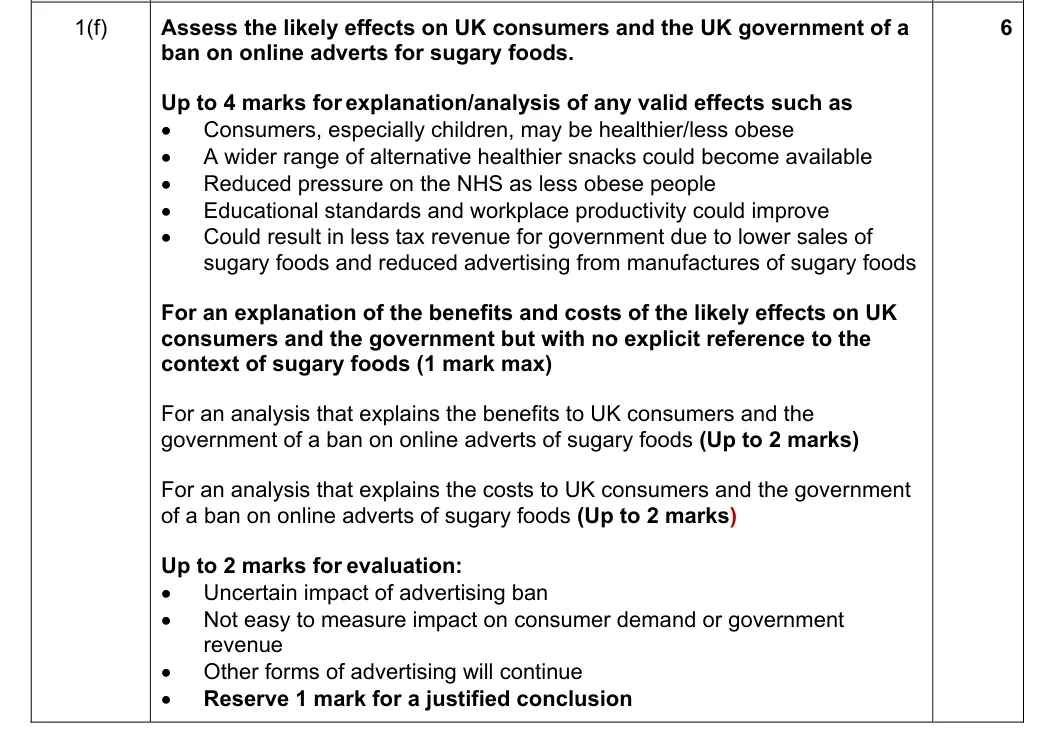 1(f)
Assess the likely effects on UK consumers and the UK government of a
6
ban on online adverts for sugary foods.
Up to 4 marks for explanation/analysis of any valid effects such as
• Consumers, especially children, may be healthier/less obese
• A wider range of alternative healthier snacks could become available
• Reduced pressure on the NHS as less obese people
• Educational standards and workplace productivity could improve
• Could result in less tax revenue for government due to lower sales of
sugary foods and reduced advertising from manufactures of sugary foods
For an explanation of the benefits and costs of the likely effects on UK
consumers and the government but with no explicit reference to the
context of sugary foods (1 mark max)
For an analysis that explains the benefits to UK consumers and the
government of a ban on online adverts of sugary foods (Up to 2 marks)
For an analysis that explains the costs to UK consumers and the government
of a ban on online adverts of sugary foods (Up to 2 marks)
Up to 2 marks for evaluation:
• Uncertain impact of advertising ban
• Not easy to measure impact on consumer demand or government
revenue
• Other forms of advertising will continue
• Reserve 1 mark for a justified conclusion